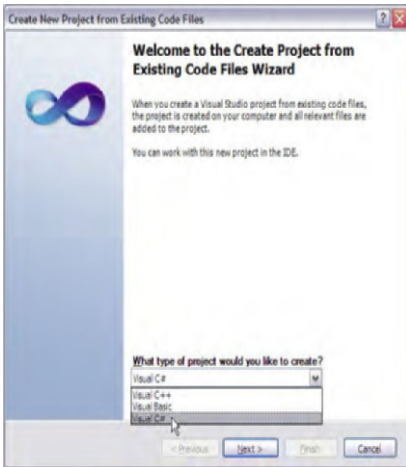 Create New Project from Existing Code Files
Welcome to the Create Project from
Existing Code Files Wizard
When you create a Visual Studio project from existing code files,
the project is created on your computer and all relevant files are
added to the project.
You can work with this new project in the IDE.
What type of project would you like to create?
Visual C#
Visual C++
Visual Basic
Visual C#
< Previous Next > Finish Cancel